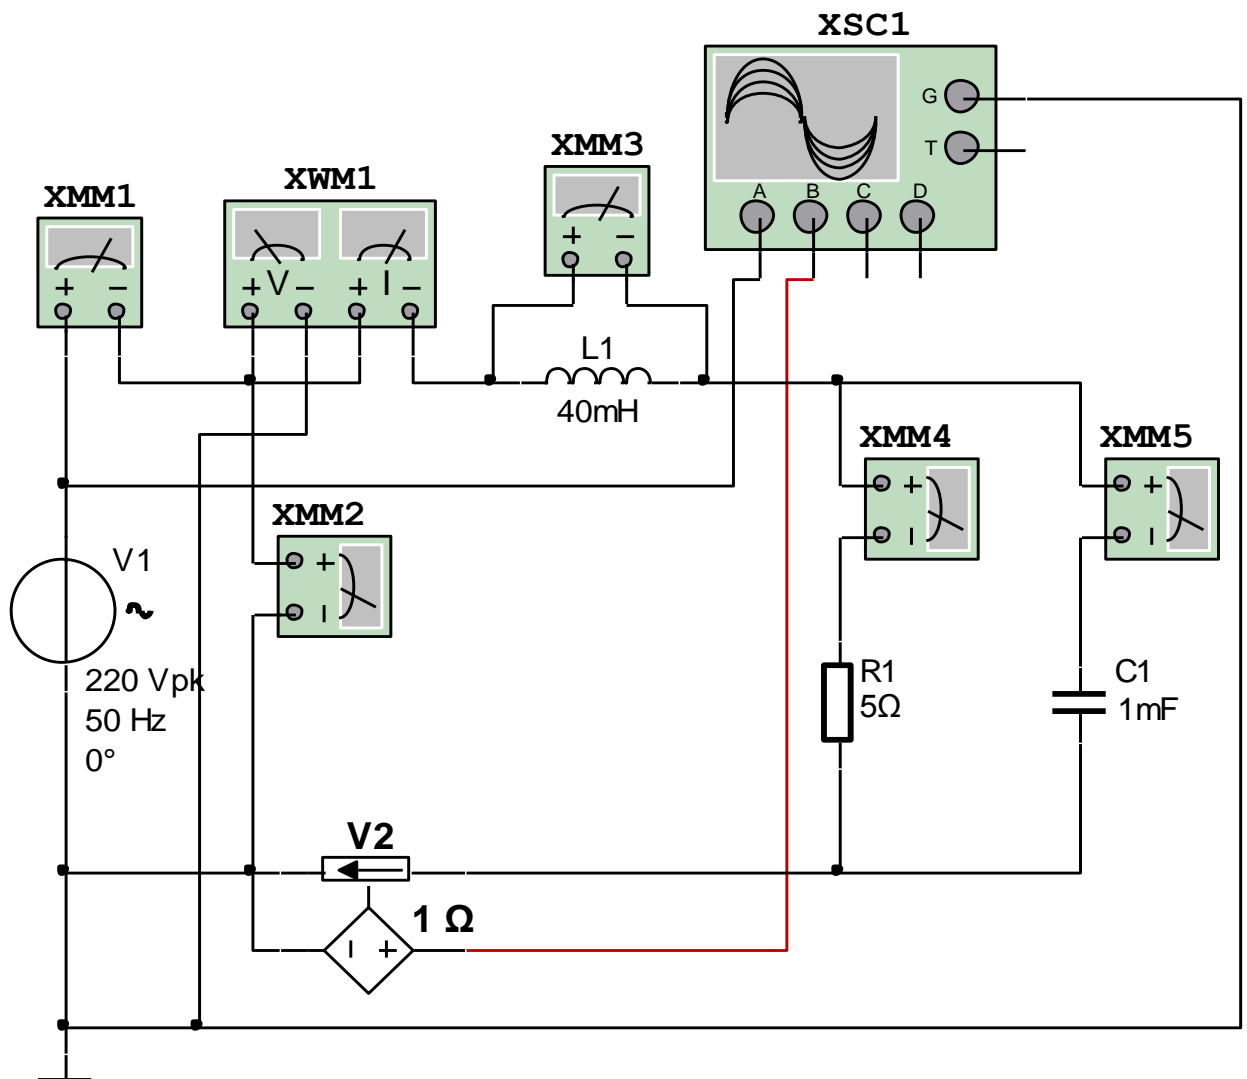 XSC1
G
T
A B C D
XMM3
+ −
XWM1
+ V − + I −
XMM1
+ −
L1
40mH
XMM4
+
−
XMM5
+
−
XMM2
+
−
V1
220 Vpk
50 Hz
0°
R1
5Ω
C1
1mF
V2
1 Ω
− +